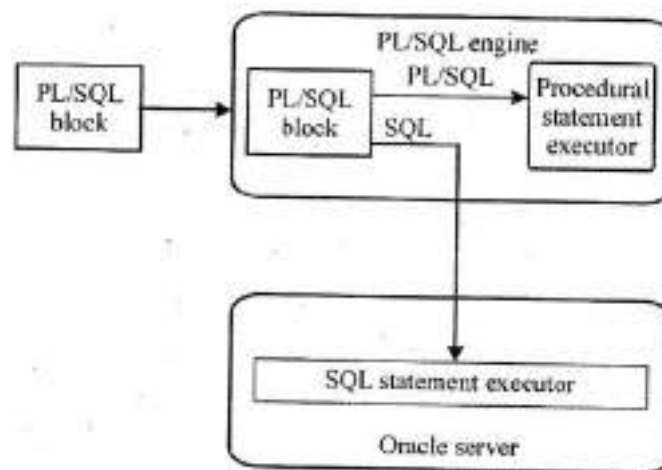 PL/SQL engine
PL/SQL
block
PL/SQL
block
PL/SQL
SQL
Procedural
statement
executor
SQL statement executor
Oracle server